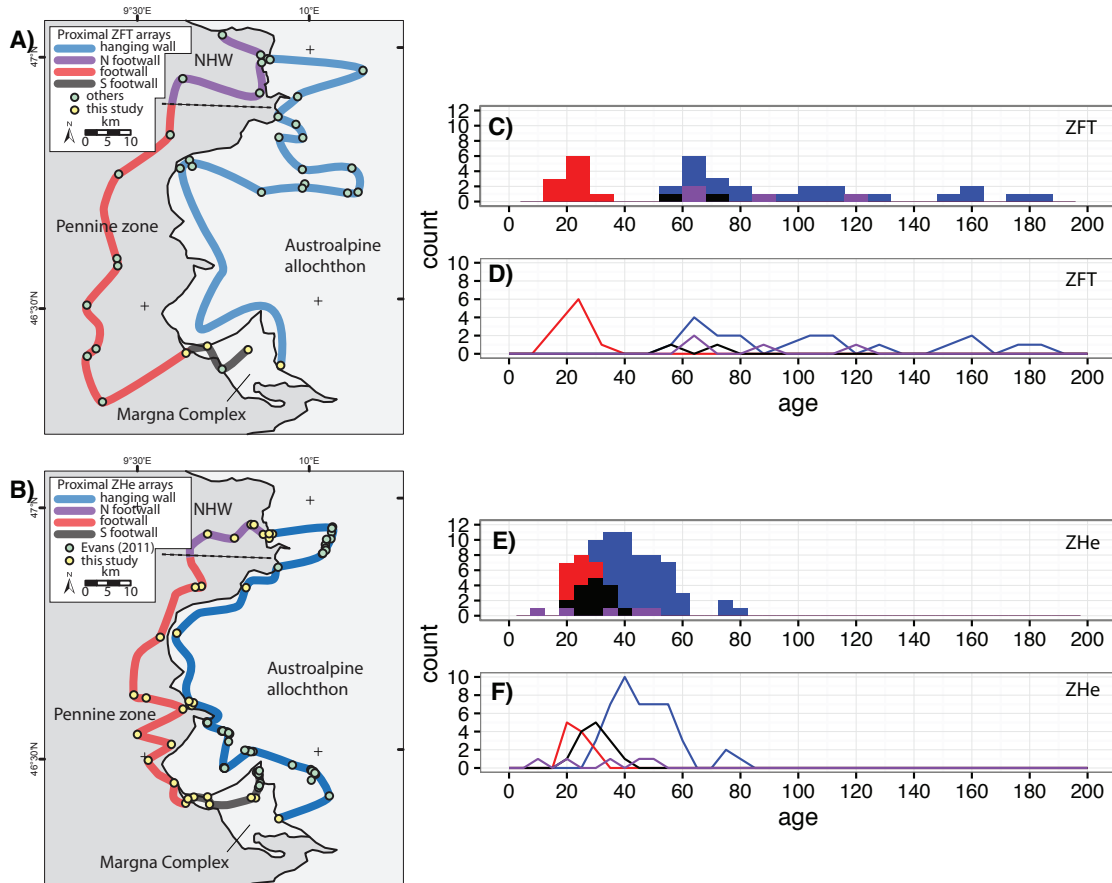 A)
9°30'E
10°E
47°N
46°30'N
Proximal ZFT arrays
hanging wall
N footwall
footwall
S footwall
others
this study
N
km
0 5 10
NHW
Pennine zone
Austroalpine
allochthon
Margna Complex
B)
9°30'E
10°E
47°N
46°30'N
Proximal ZHe arrays
hanging wall
N footwall
footwall
S footwall
Evans (2011)
this study
N
km
0 5 10
NHW
Pennine zone
Austroalpine
allochthon
Margna Complex
C)
ZFT
12
10
8
6
4
2
0
0 20 40 60 80 100 120 140 160 180 200
count
D)
ZFT
10
8
6
4
2
0
0 20 40 60 80 100 120 140 160 180 200
age
E)
ZHe
12
10
8
6
4
2
0
0 20 40 60 80 100 120 140 160 180 200
count
F)
ZHe
10
8
6
4
2
0
0 20 40 60 80 100 120 140 160 180 200
age